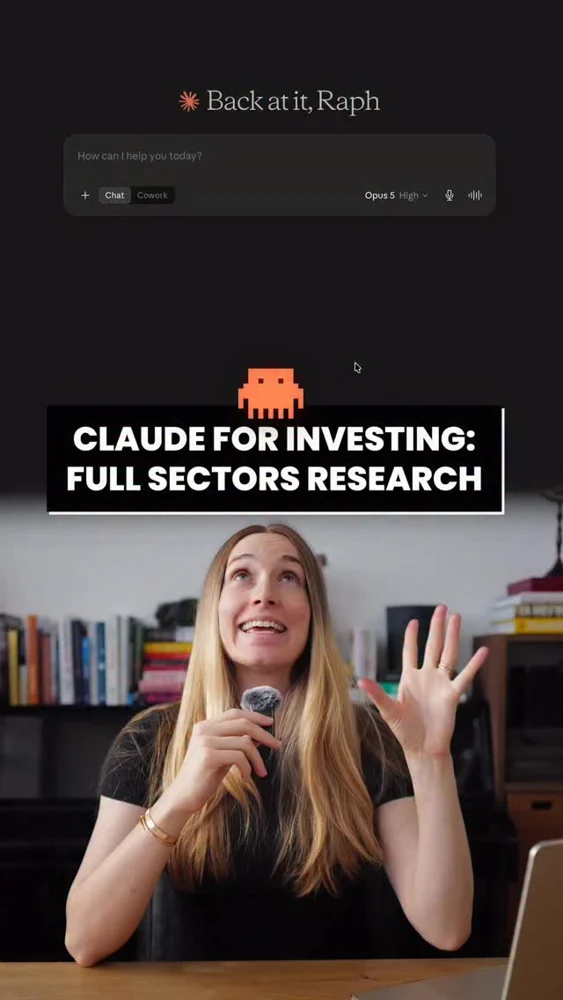 Back at it, Raph
How can I help you today?
+ Chat Cowork Opus 5 High
CLAUDE FOR INVESTING:
FULL SECTORS RESEARCH